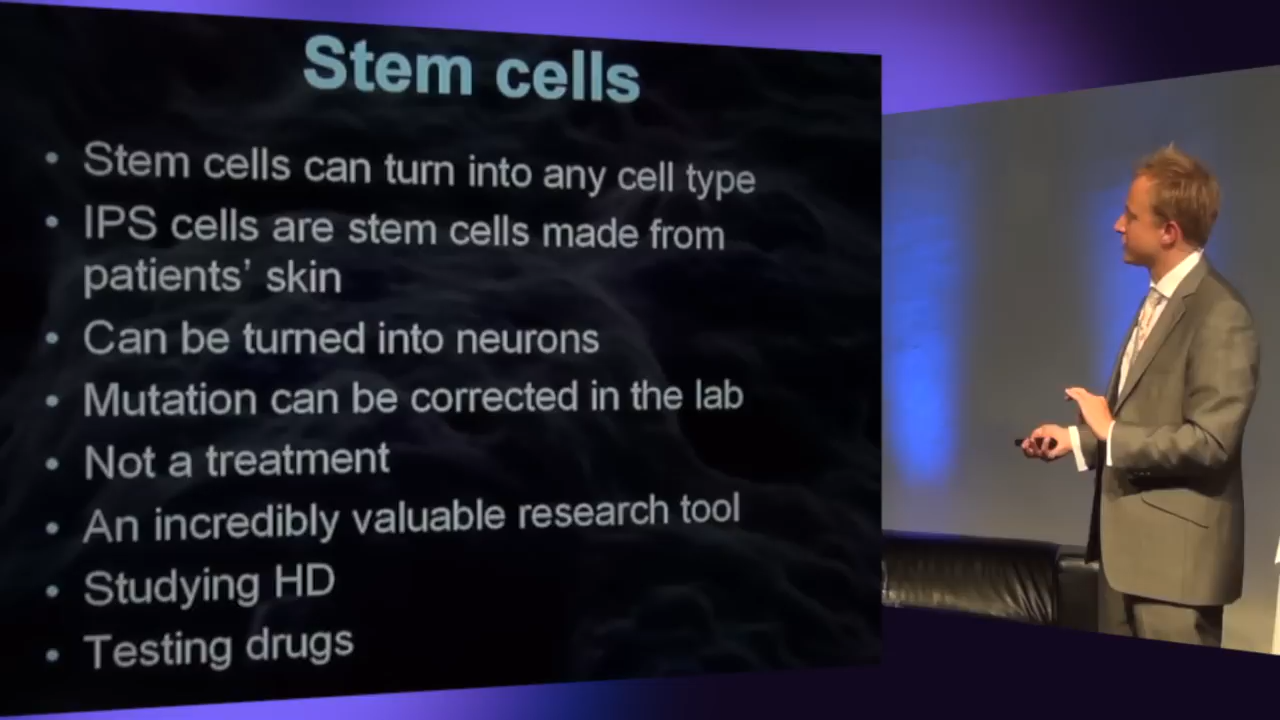 Stem cells
• Stem cells can turn into any cell type
• IPS cells are stem cells made from
patients’ skin
• Can be turned into neurons
• Mutation can be corrected in the lab
• Not a treatment
• An incredibly valuable research tool
• Studying HD
• Testing drugs